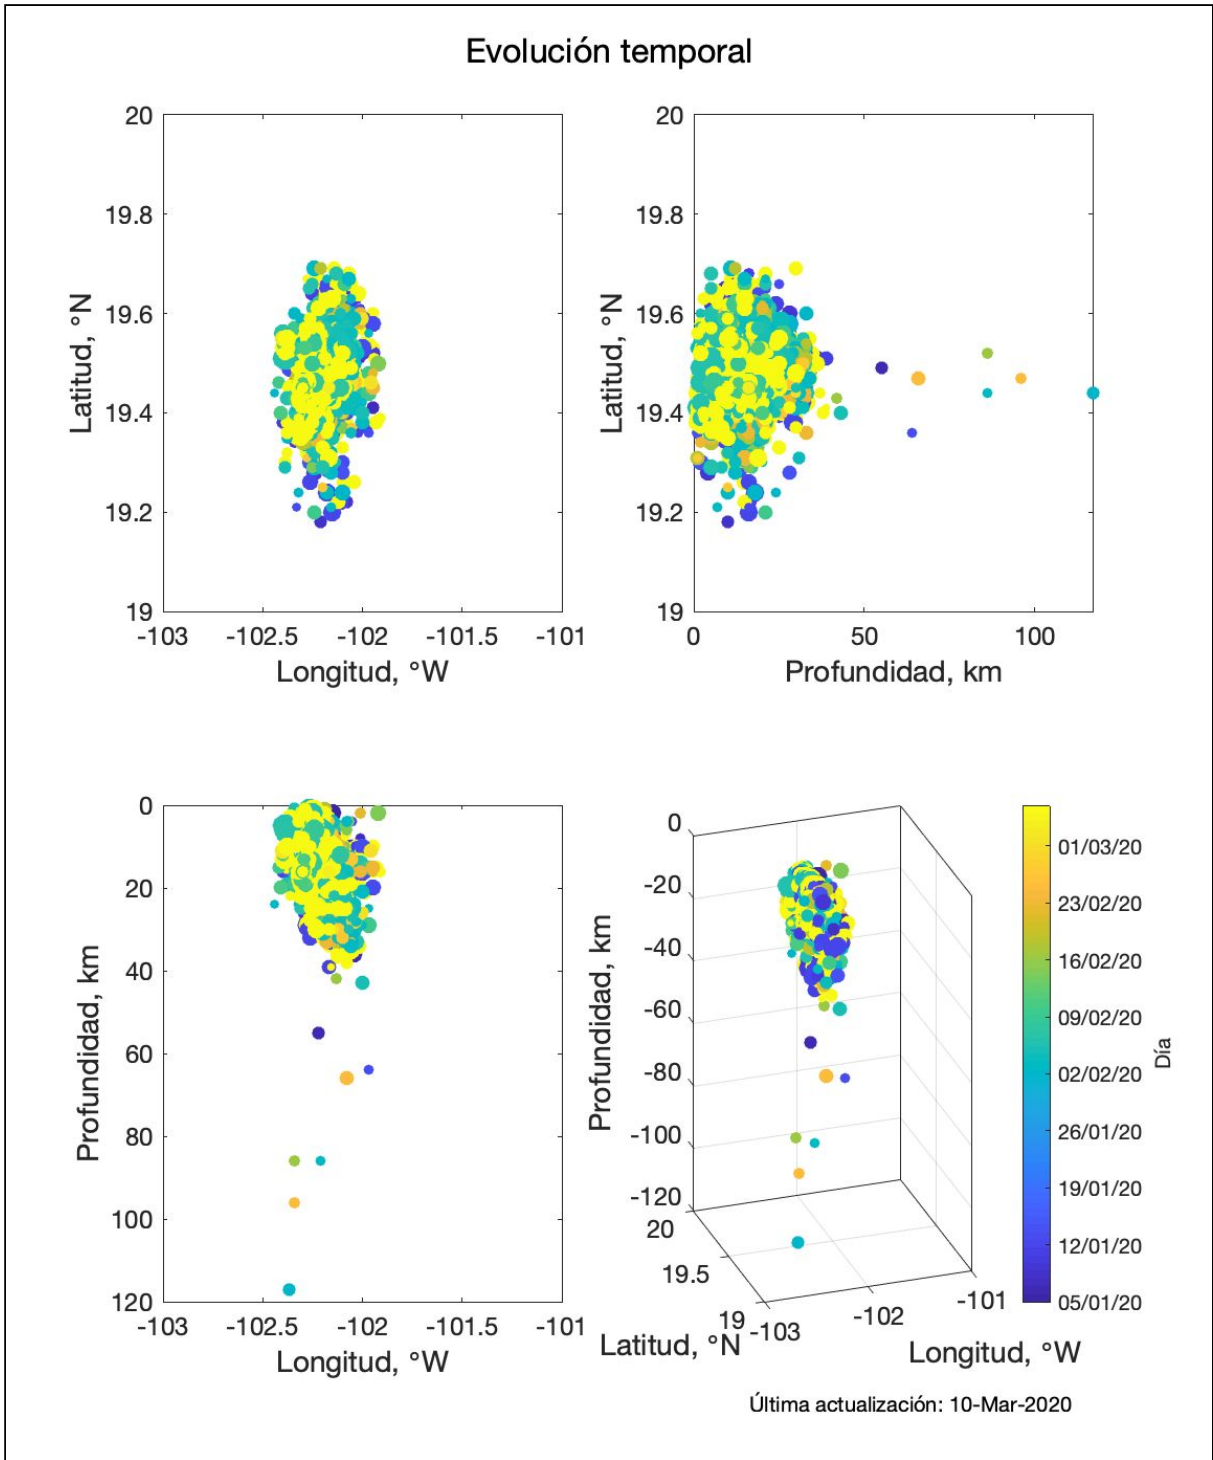 Evolución temporal
20
19.8
19.6
19.4
19.2
19
Latitud, °N
-103 -102.5 -102 -101.5 -101
Longitud, °W
20
19.8
19.6
19.4
19.2
19
Latitud, °N
0 50 100
Profundidad, km
0
20
40
60
80
100
120
Profundidad, km
-103 -102.5 -102 -101.5 -101
Longitud, °W
0
-20
-40
-60
-80
-100
-120
Profundidad, km
20
19.5
19
Latitud, °N
-103
-102
-101
Longitud, °W
01/03/20
23/02/20
16/02/20
09/02/20
02/02/20
26/01/20
19/01/20
12/01/20
05/01/20
Día
Última actualización: 10-Mar-2020